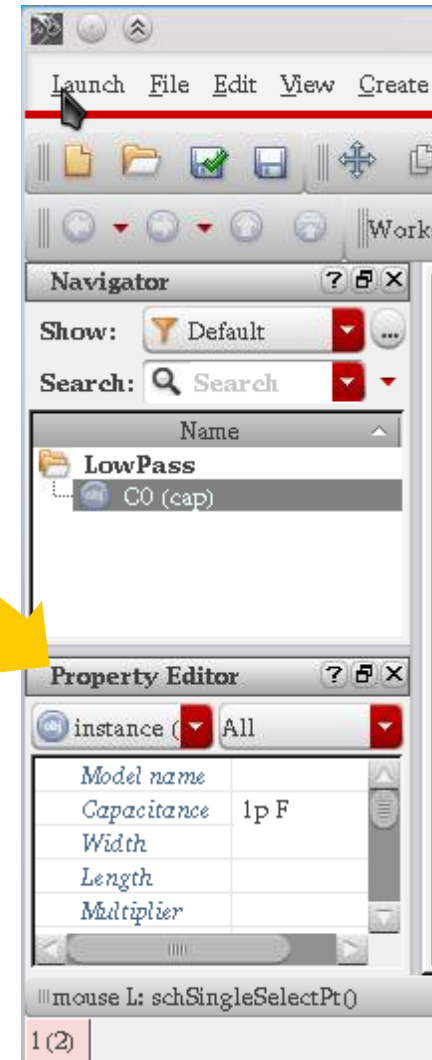 Launch File Edit View Create
Works
Navigator
Show: Default
Search: Search
Name
LowPass
C0 (cap)
Property Editor
instance ( All
Model name
Capacitance 1p F
Width
Length
Multiplier
mouse L: schSingleSelectPt()
1(2)